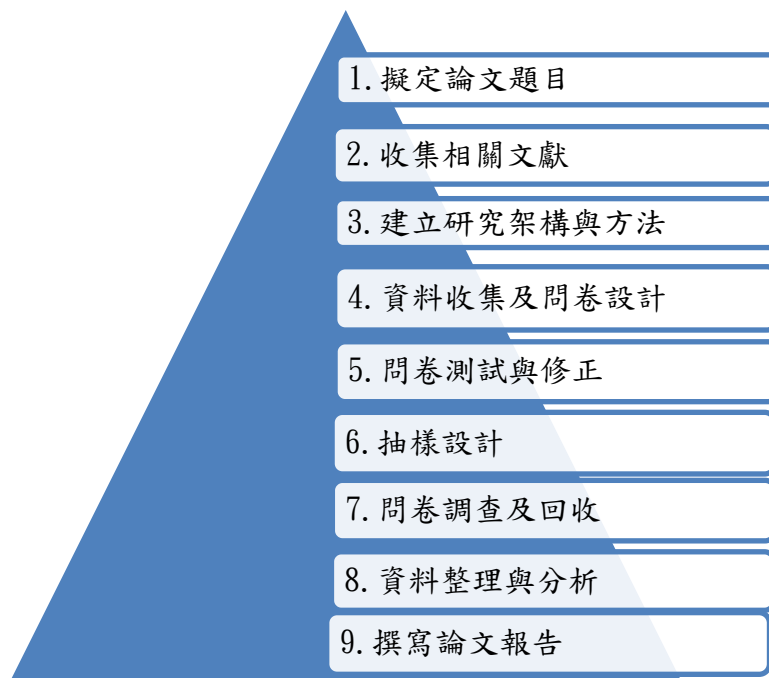 1.擬定論文題目
2.收集相關文獻
3.建立研究架構與方法
4.資料收集及問卷設計
5.問卷測試與修正
6.抽樣設計
7.問卷調查及回收
8.資料整理與分析
9.撰寫論文報告